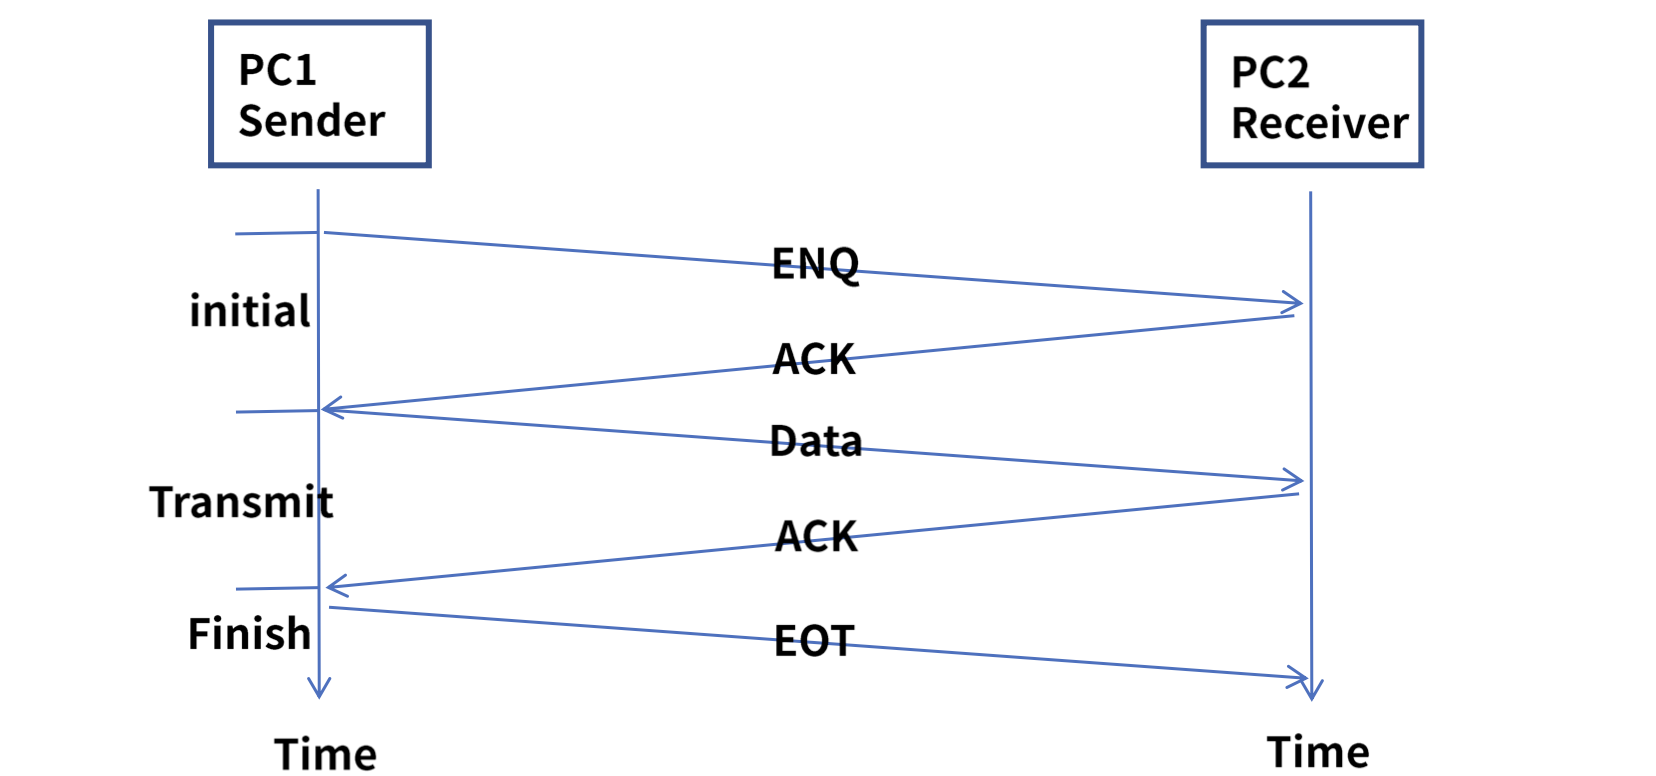 PC1
Sender
PC2
Receiver
ENQ
initial
ACK
Data
Transmit
ACK
Finish
EOT
Time
Time